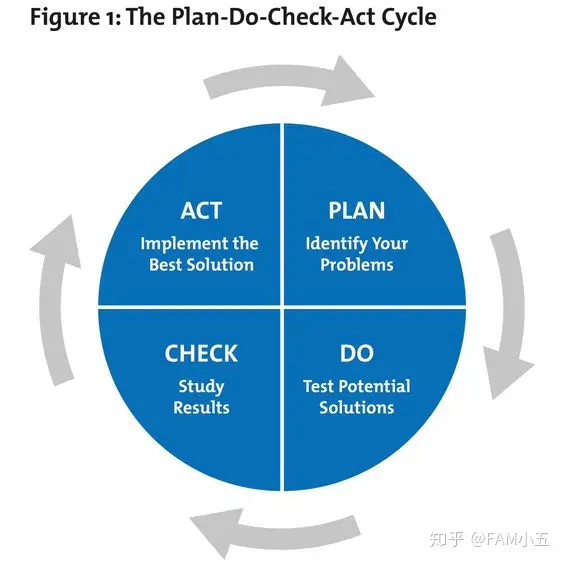 Figure 1: The Plan-Do-Check-Act Cycle
ACT
Implement the
Best Solution
PLAN
Identify Your
Problems
CHECK
Study
Results
DO
Test Potential
Solutions
知乎 @FAM小五